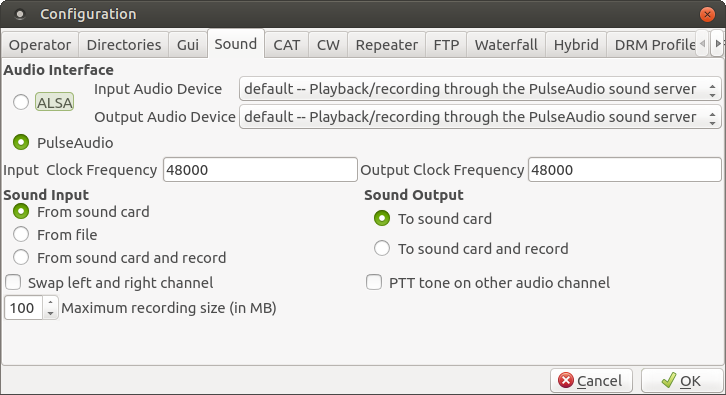 Configuration
Operator Directories Gui Sound CAT CW Repeater FTP Waterfall Hybrid DRM Profile
Audio Interface
ALSA
Input Audio Device default -- Playback/recording through the PulseAudio sound server
Output Audio Device default -- Playback/recording through the PulseAudio sound server
PulseAudio
Input Clock Frequency 48000 Output Clock Frequency 48000
Sound Input Sound Output
From sound card To sound card
From file
From sound card and record To sound card and record
Swap left and right channel PTT tone on other audio channel
100 Maximum recording size (in MB)
Cancel OK